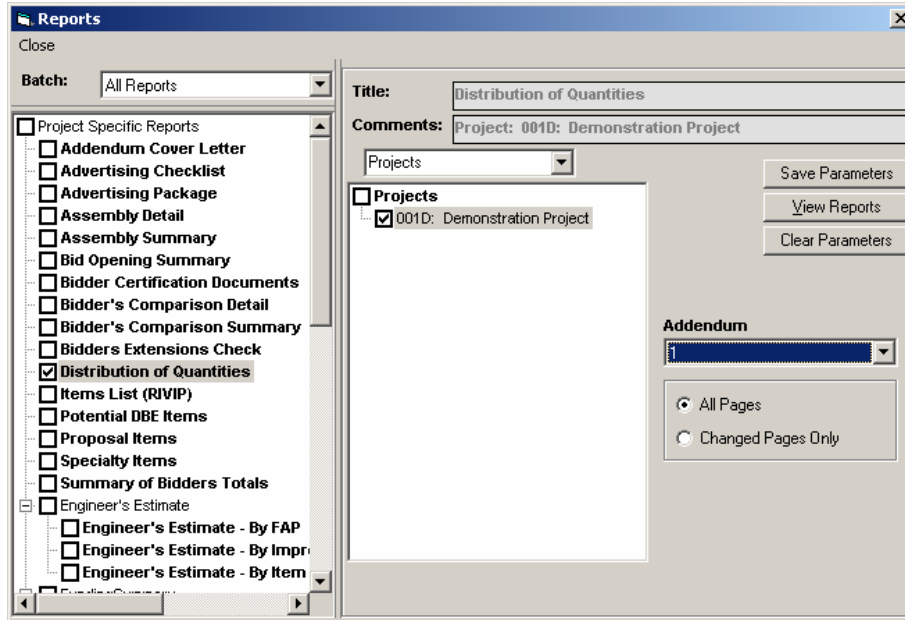 Reports
Close
Batch:
All Reports
Project Specific Reports
Addendum Cover Letter
Advertising Checklist
Advertising Package
Assembly Detail
Assembly Summary
Bid Opening Summary
Bidder Certification Documents
Bidder's Comparison Detail
Bidder's Comparison Summary
Bidders Extensions Check
Distribution of Quantities
Items List (RIVIP)
Potential DBE Items
Proposal Items
Specialty Items
Summary of Bidders Totals
Engineer's Estimate
Engineer's Estimate - By FAP
Engineer's Estimate - By Impr
Engineer's Estimate - By Item
Title:
Distribution of Quantities
Comments:
Project: 001D: Demonstration Project
Projects
Projects
001D: Demonstration Project
Save Parameters
View Reports
Clear Parameters
Addendum
1
All Pages
Changed Pages Only